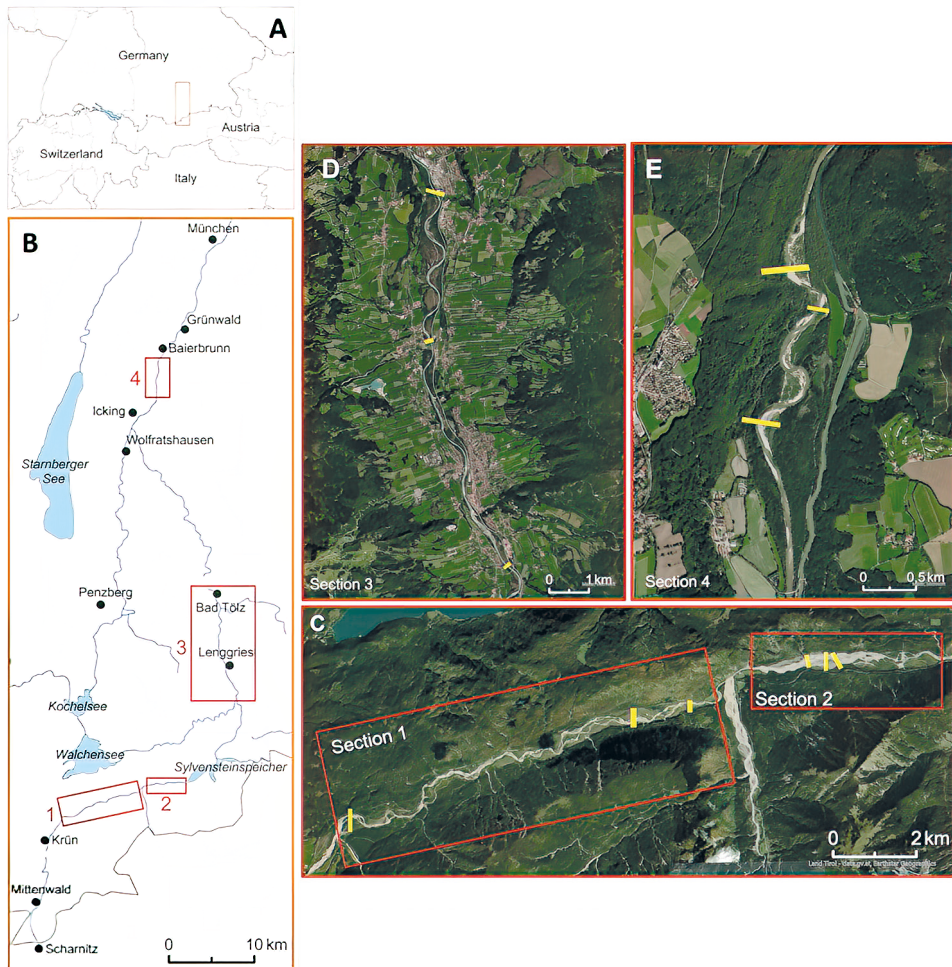 A
Germany
Austria
Switzerland
Italy
B
München
Grünwald
Baierbrunn
4
Icking
Wolfratshausen
Starnberger
See
Penzberg
Bad Tölz
3
Lenggries
Kochelsee
Walchensee
Sylvensteinspeicher
1
2
Krün
Mittenwald
Scharnitz
0 10 km
D
Section 3
0 1 km
E
Section 4
0 0.5 km
C
Section 1
Section 2
0 2 km
Land Tirol - data.gv.at, Earthstar Geographics